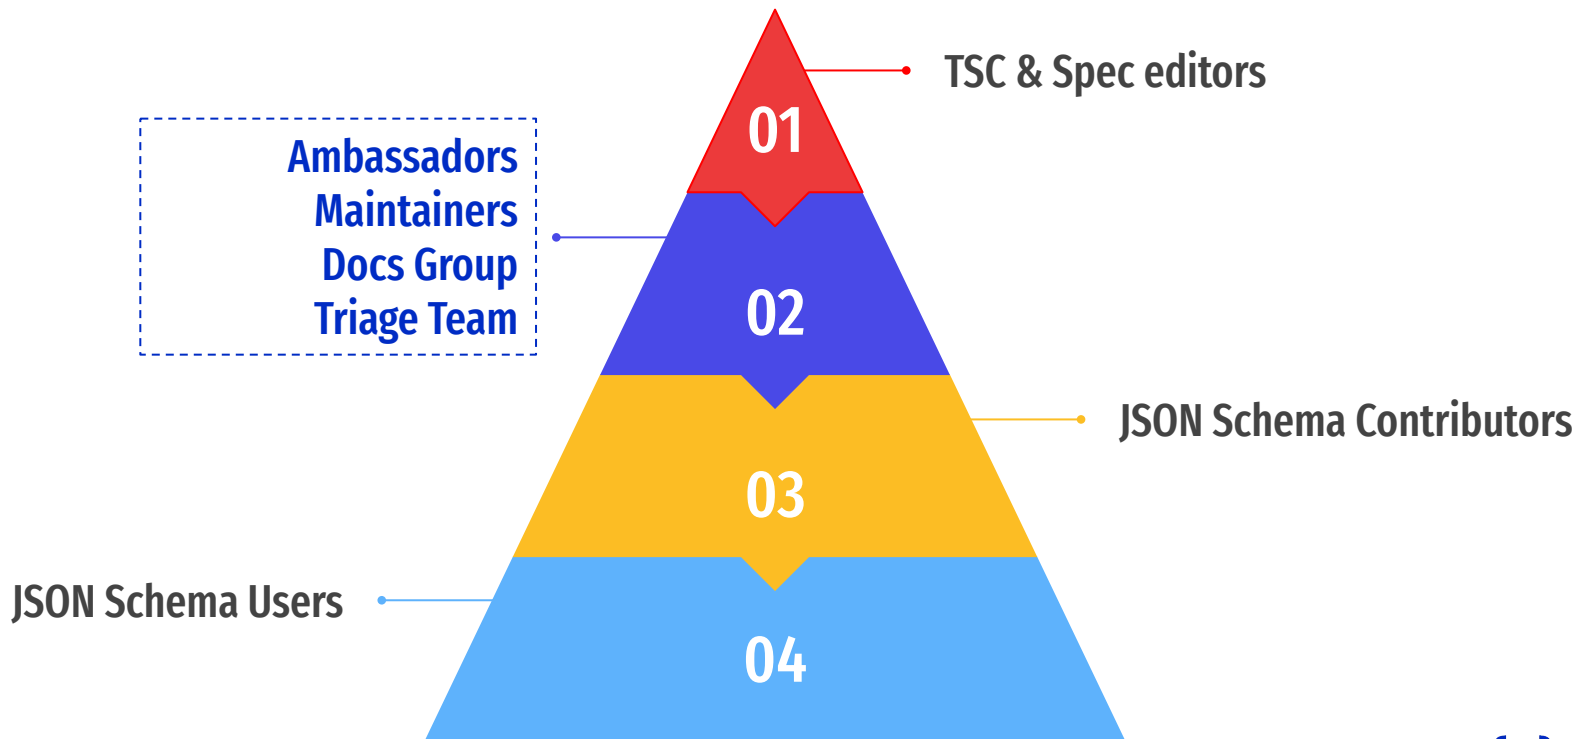 TSC & Spec editors
01
Ambassadors
Maintainers
Docs Group
Triage Team
02
JSON Schema Contributors
03
JSON Schema Users
04